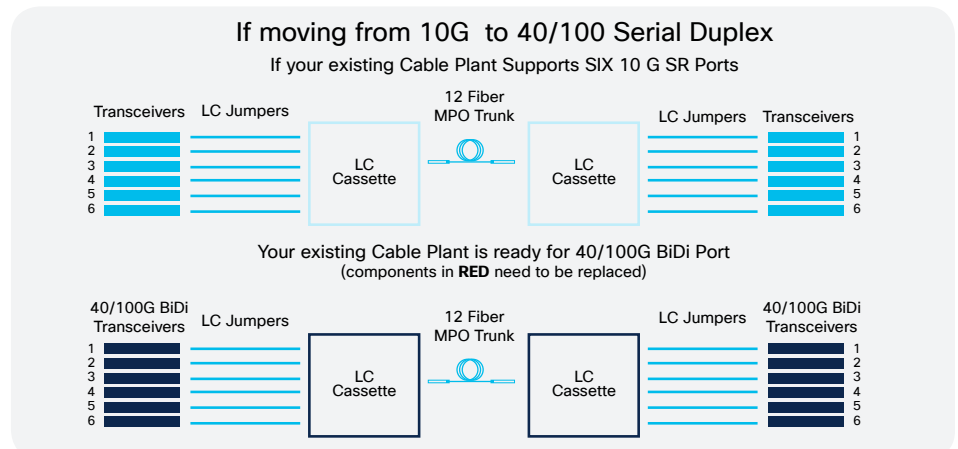 If moving from 10G to 40/100 Serial Duplex
If your existing Cable Plant Supports SIX 10 G SR Ports
Transceivers
LC Jumpers
12 Fiber
MPO Trunk
LC Jumpers
Transceivers
1
2
3
4
5
6
LC
Cassette
LC
Cassette
1
2
3
4
5
6
Your existing Cable Plant is ready for 40/100G BiDi Port
(components in RED need to be replaced)
40/100G BiDi
Transceivers
LC Jumpers
12 Fiber
MPO Trunk
LC Jumpers
40/100G BiDi
Transceivers
1
2
3
4
5
6
LC
Cassette
LC
Cassette
1
2
3
4
5
6